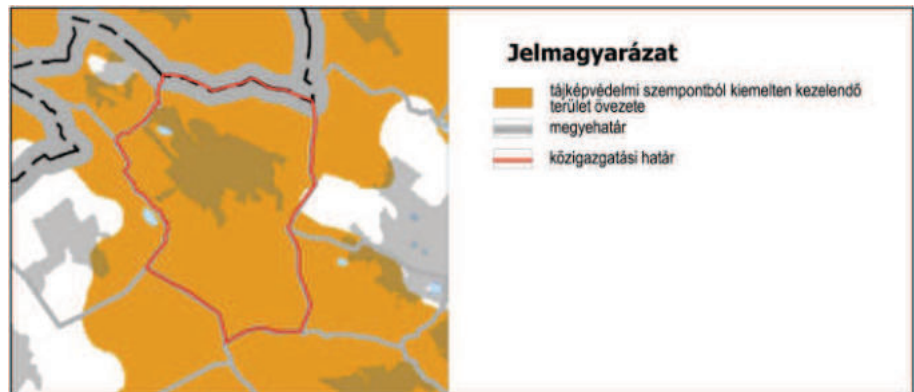 Jelmagyarázat
tájképvédelmi szempontból kiemelten kezelendő
terület övezete
megyehatár
közigazgatási határ